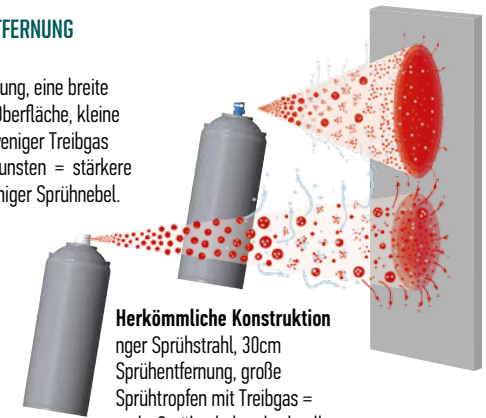 TFERNUNG
ung, eine breite
Oberfläche, kleine
weniger Treibgas
unsten = stärkere
niger Sprühnebel.
Herkömmliche Konstruktion
nger Sprühstrahl, 30cm
Sprühentfernung, große
Sprühtropfen mit Treibgas =